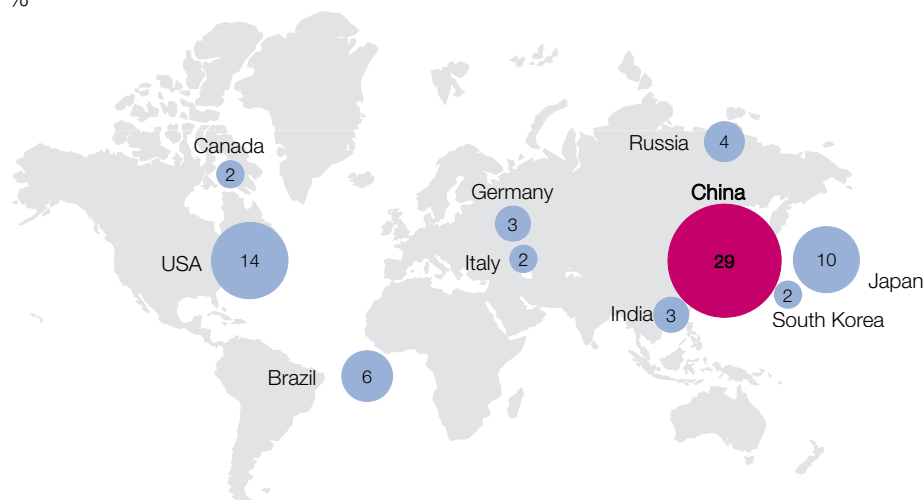 %
Canada
2
Russia
4
Germany
3
China
29
USA
14
Italy
2
10
Japan
India
3
2
South Korea
Brazil
6